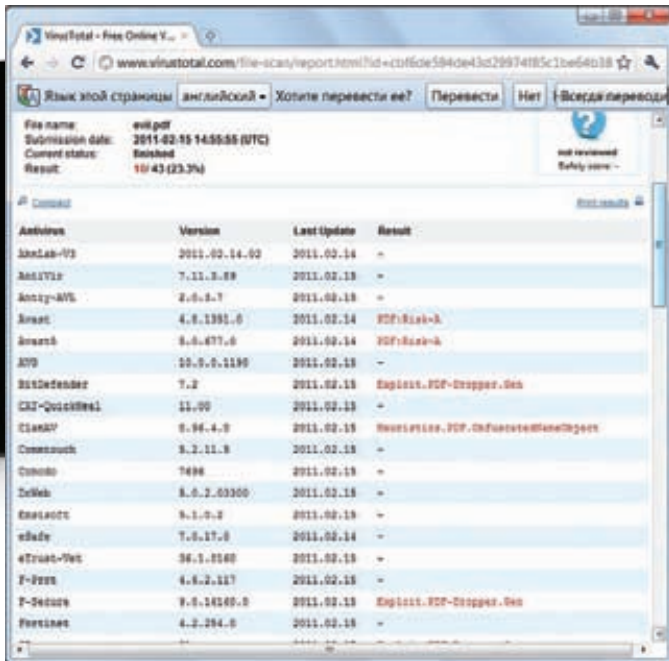 VirusTotal - Free Online V...
www.virustotal.com/file-scan/report.html?id=
Язык этой страницы английский Хотите перевести ее? Перевести Нет Всегда переводи
File name: evil.pdf
Submission date: 2011-02-15 14:55:55 (UTC)
Current status: finished
Result: 10/ 43 (23.3%)
not reviewed
Safety score: -
Compact
Print results
Antivirus Version Last Update Result
AhnLab-V3 2011.02.14.02 2011.02.14 -
AntiVir 7.11.3.89 2011.02.15 -
Antiy-AVL 2.0.3.7 2011.02.15 -
Avast 4.8.1351.0 2011.02.14 PDF:Risk-A
Avast5 5.0.677.0 2011.02.14 PDF:Risk-A
AVG 10.0.0.1190 2011.02.15 -
BitDefender 7.2 2011.02.15 Exploit.PDF-Dropper.Gen
CAT-QuickHeal 11.00 2011.02.15 -
ClamAV 0.96.4.0 2011.02.15 Heuristics.PDF.ObfuscatedNameObject
Commtouch 5.2.11.5 2011.02.15 -
Comodo 7698 2011.02.15 -
DrWeb 5.0.2.03300 2011.02.15 -
Emsisoft 5.1.0.2 2011.02.15 -
eSafe 7.0.17.0 2011.02.14 -
eTrust-Vet 36.1.8160 2011.02.15 -
F-Prot 4.6.2.117 2011.02.15 -
F-Secure 9.0.16160.0 2011.02.15 Exploit.PDF-Dropper.Gen
Fortinet 4.2.254.0 2011.02.15 -